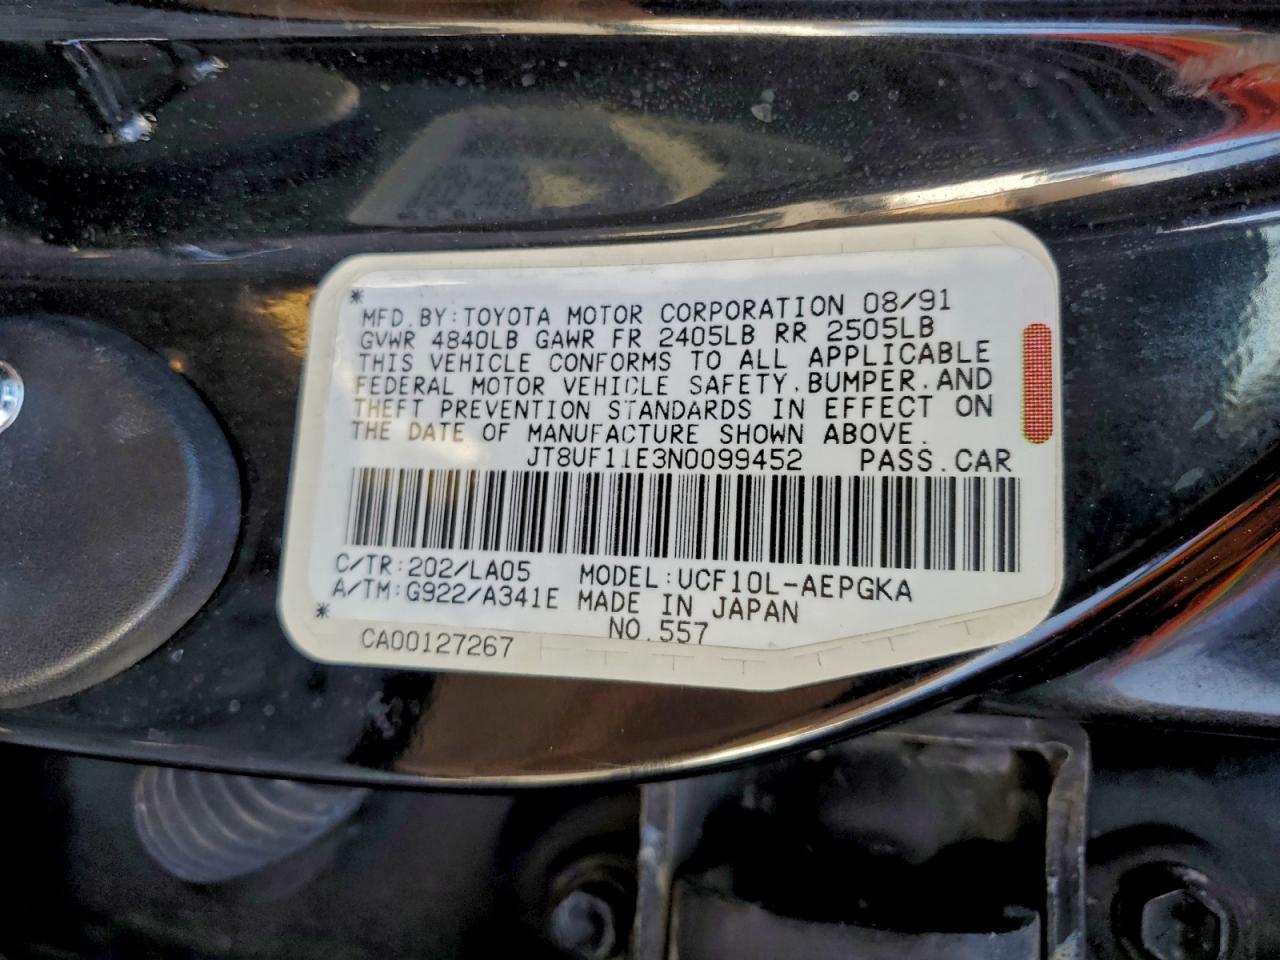 *
MFD.BY:TOYOTA MOTOR CORPORATION 08/91
GVWR 4840LB GAWR FR 2405LB RR 2505LB
THIS VEHICLE CONFORMS TO ALL APPLICABLE
FEDERAL MOTOR VEHICLE SAFETY.BUMPER.AND
THEFT PREVENTION STANDARDS IN EFFECT ON
THE DATE OF MANUFACTURE SHOWN ABOVE.
JT8UF11E3N0099452 PASS.CAR
C/TR:202/LA05 MODEL:UCF10L-AEPGKA
A/TM:G922/A341E MADE IN JAPAN
* NO.557
CA00127267